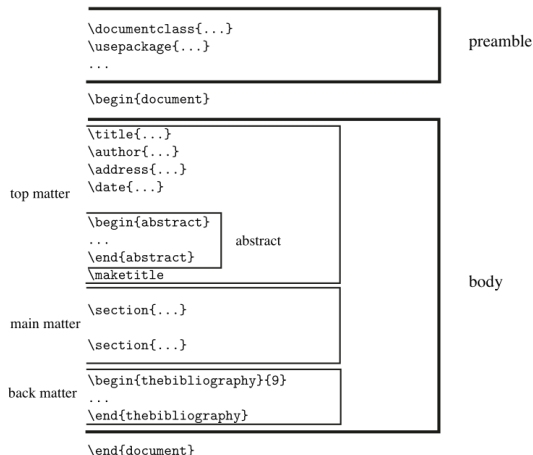 \documentclass{...}
\usepackage{...}
...
preamble
\begin{document}
\title{...}
\author{...}
\address{...}
\date{...}
top matter
\begin{abstract}
...
\end{abstract}
abstract
\maketitle
body
\section{...}
main matter
\section{...}
\begin{thebibliography}{9}
back matter
...
\end{thebibliography}
\end{document}